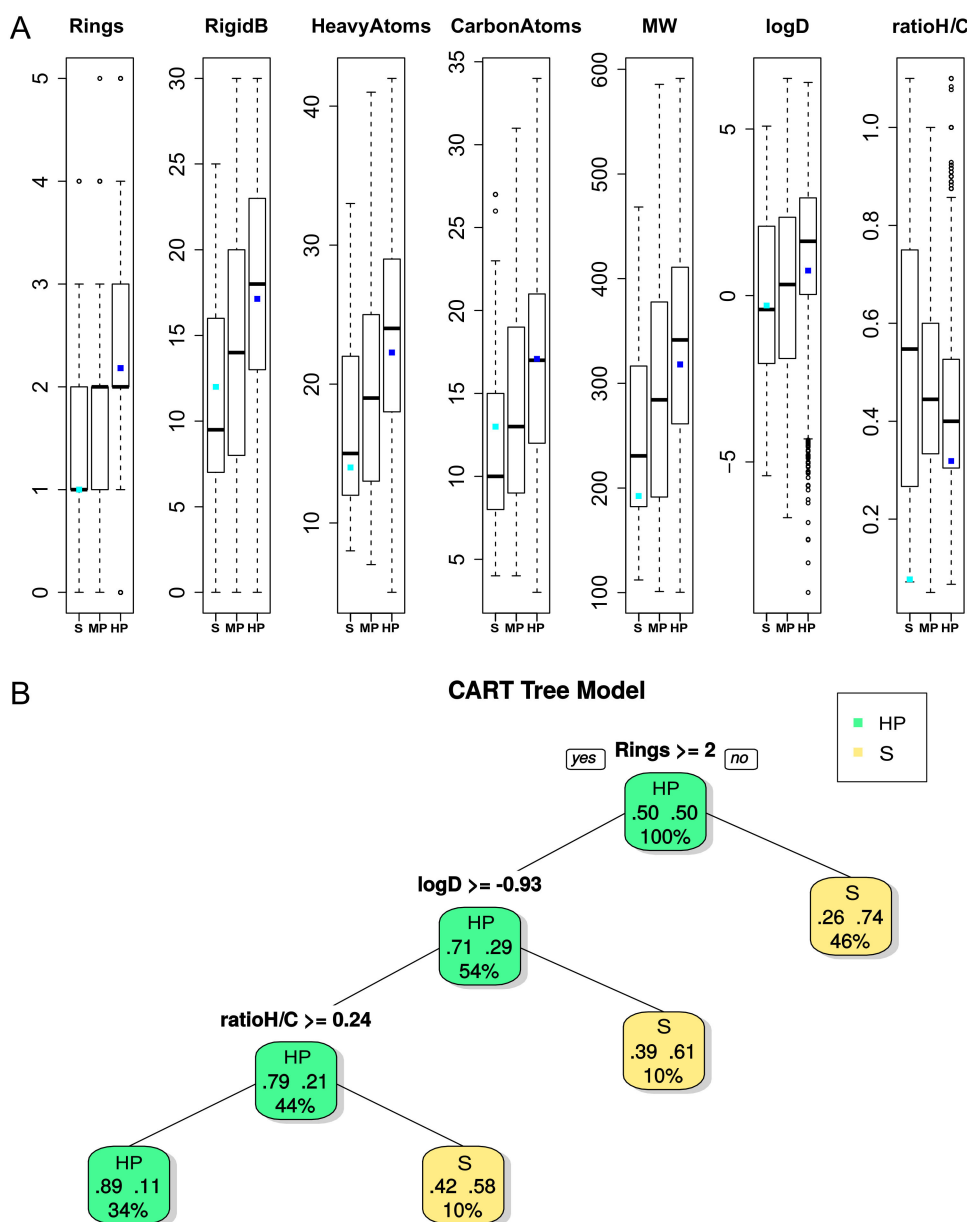 A
Rings RigidB HeavyAtoms CarbonAtoms MW logD ratioH/C
0 1 2 3 4 5
S MP HP
0 5 10 15 20 25 30
S MP HP
10 20 30 40
S MP HP
5 10 15 20 25 30 35
S MP HP
100 200 300 400 500 600
S MP HP
−5 0 5
S MP HP
0.2 0.4 0.6 0.8 1.0
S MP HP
B
CART Tree Model
HP
S
yes Rings >= 2 no
HP
.50 .50
100%
logD >= -0.93
S
.26 .74
46%
HP
.71 .29
54%
ratioH/C >= 0.24
S
.39 .61
10%
HP
.79 .21
44%
HP
.89 .11
34%
S
.42 .58
10%